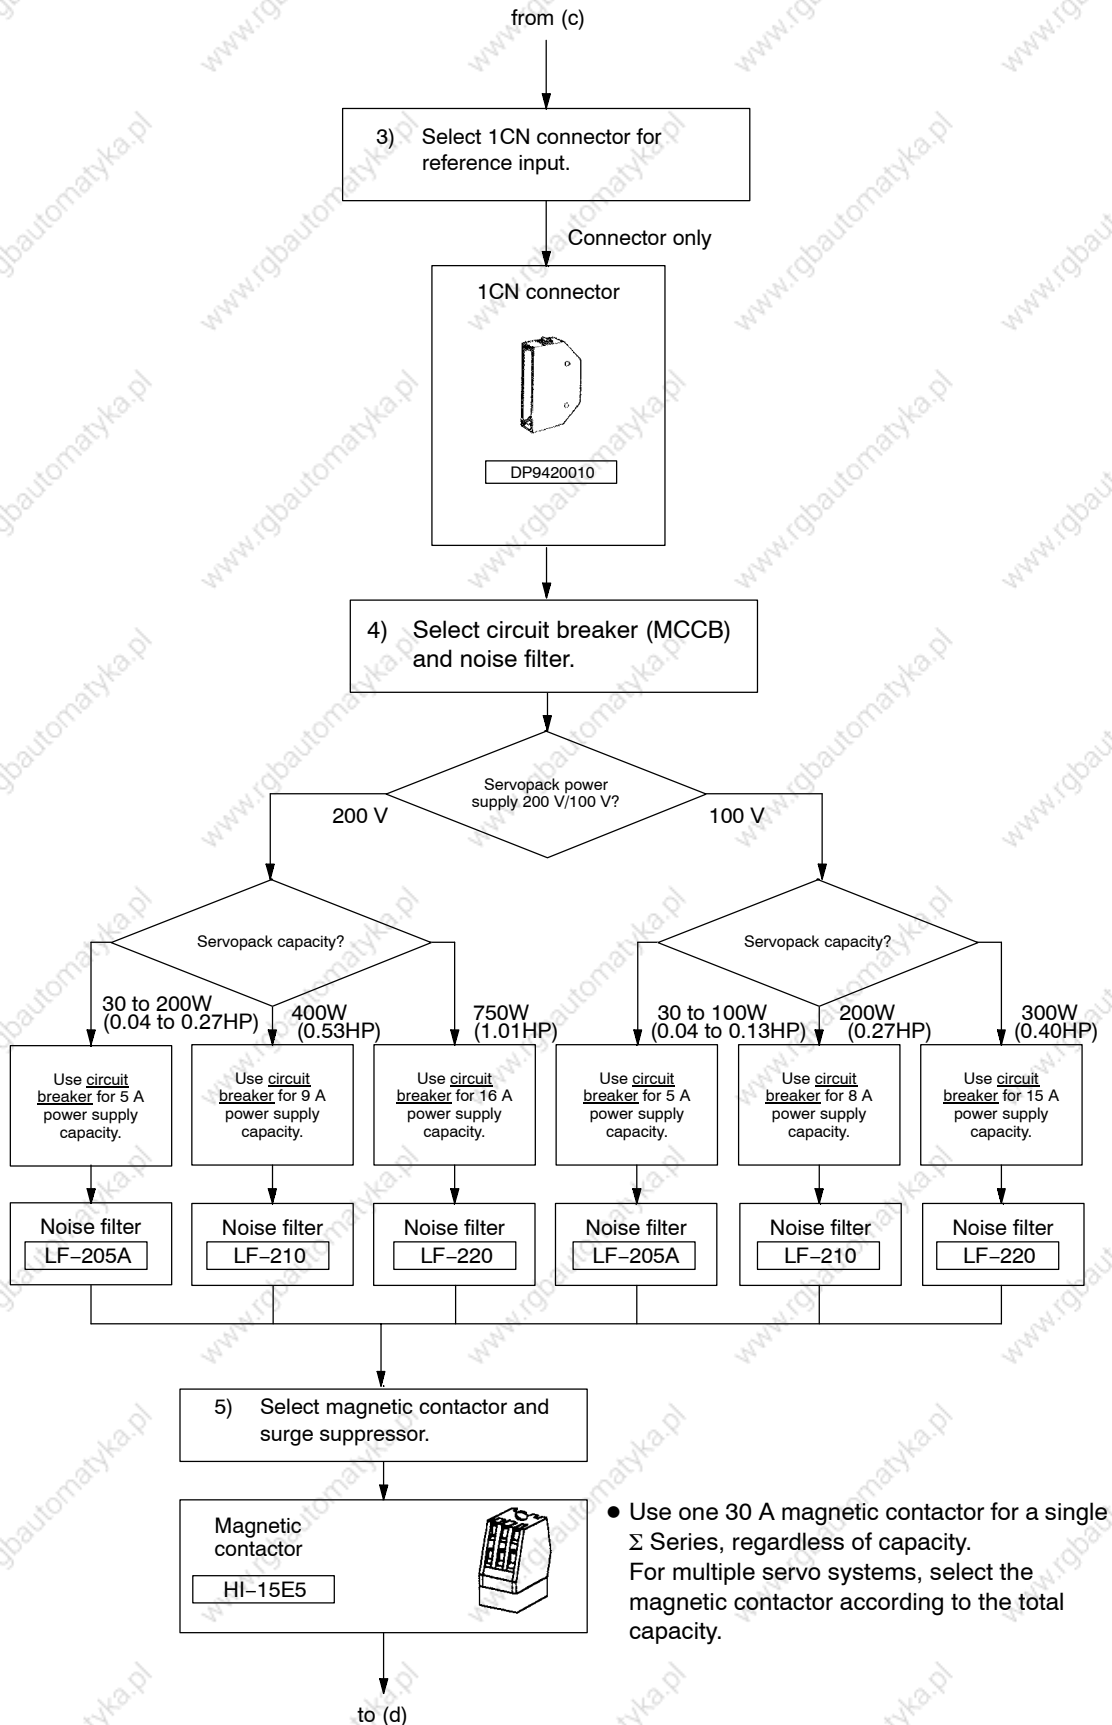 from (c)
3) Select 1CN connector for
reference input.
Connector only
1CN connector
DP9420010
4) Select circuit breaker (MCCB)
and noise filter.
Servopack power
supply 200 V/100 V?
200 V
100 V
Servopack capacity?
Servopack capacity?
30 to 200W
(0.04 to 0.27HP)
400W
(0.53HP)
750W
(1.01HP)
30 to 100W
(0.04 to 0.13HP)
200W
(0.27HP)
300W
(0.40HP)
Use circuit
breaker for 5 A
power supply
capacity.
Use circuit
breaker for 9 A
power supply
capacity.
Use circuit
breaker for 16 A
power supply
capacity.
Use circuit
breaker for 5 A
power supply
capacity.
Use circuit
breaker for 8 A
power supply
capacity.
Use circuit
breaker for 15 A
power supply
capacity.
Noise filter
LF–205A
Noise filter
LF–210
Noise filter
LF–220
Noise filter
LF–205A
Noise filter
LF–210
Noise filter
LF–220
5) Select magnetic contactor and
surge suppressor.
Magnetic
contactor
HI–15E5
● Use one 30 A magnetic contactor for a single
Σ Series, regardless of capacity.
For multiple servo systems, select the
magnetic contactor according to the total
capacity.
to (d)
www.rgbautomatyka.pl